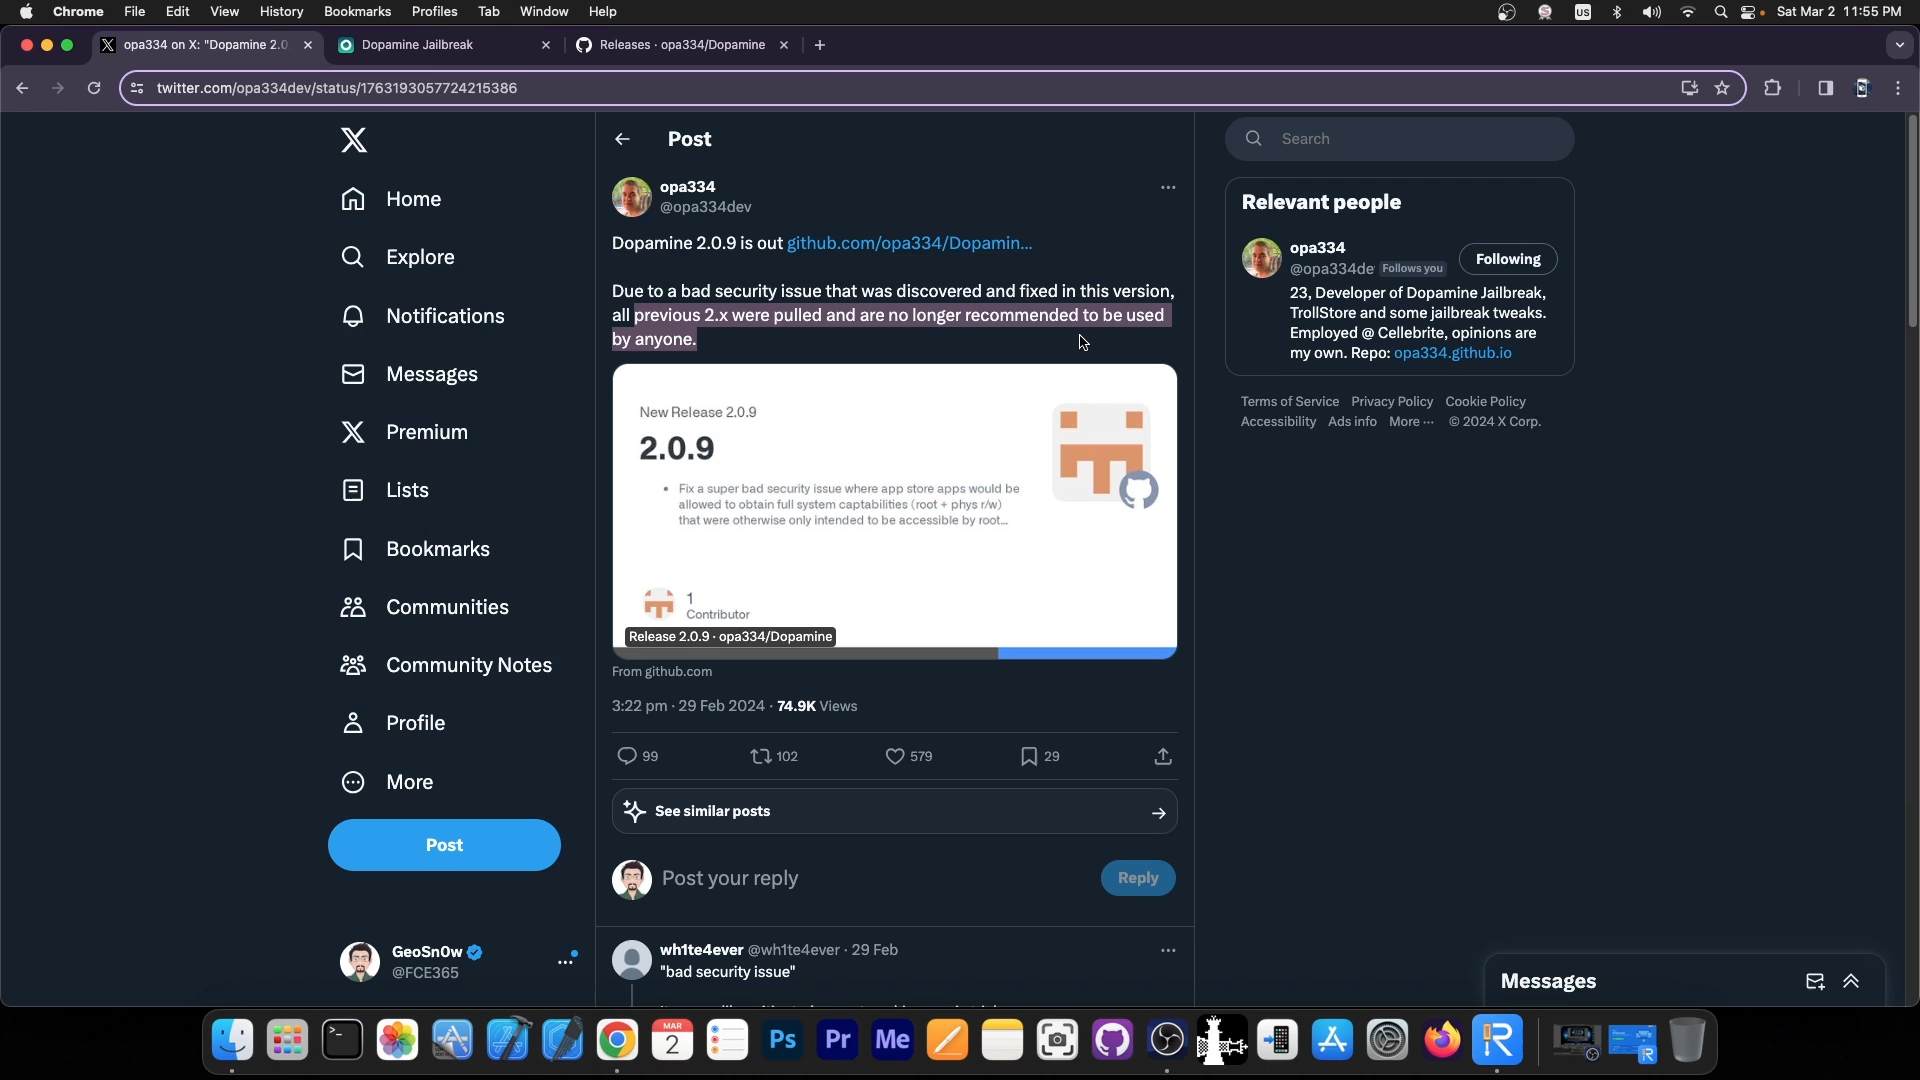 Chrome File Edit View History Bookmarks Profiles Tab Window Help US Sat Mar 2 11:55 PM
opa334 on X: "Dopamine 2.0. Dopamine Jailbreak Releases · opa334/Dopamine
twitter.com/opa334dev/status/1763193057724215386
Home
Explore
Notifications
Messages
Premium
Lists
Bookmarks
Communities
Community Notes
Profile
More
Post
GeoSn0w
@FCE365
Post
opa334
@opa334dev
Dopamine 2.0.9 is out github.com/opa334/Dopamin...
Due to a bad security issue that was discovered and fixed in this version,
all previous 2.x were pulled and are no longer recommended to be used
by anyone.
New Release 2.0.9
2.0.9
• Fix a super bad security issue where app store apps would be
allowed to obtain full system captabilities (root + phys r/w)
that were otherwise only intended to be accessible by root...
1
Contributor
Release 2.0.9 · opa334/Dopamine
From github.com
3:22 pm · 29 Feb 2024 · 74.9K Views
99 102 579 29
See similar posts
Post your reply
Reply
wh1te4ever @wh1te4ever · 29 Feb
"bad security issue"
Search
Relevant people
opa334
@opa334de Follows you
Following
23, Developer of Dopamine Jailbreak,
TrollStore and some jailbreak tweaks.
Employed @ Cellebrite, opinions are
my own. Repo: opa334.github.io
Terms of Service Privacy Policy Cookie Policy
Accessibility Ads info More ··· © 2024 X Corp.
Messages
MAR
2
Ps Pr Me